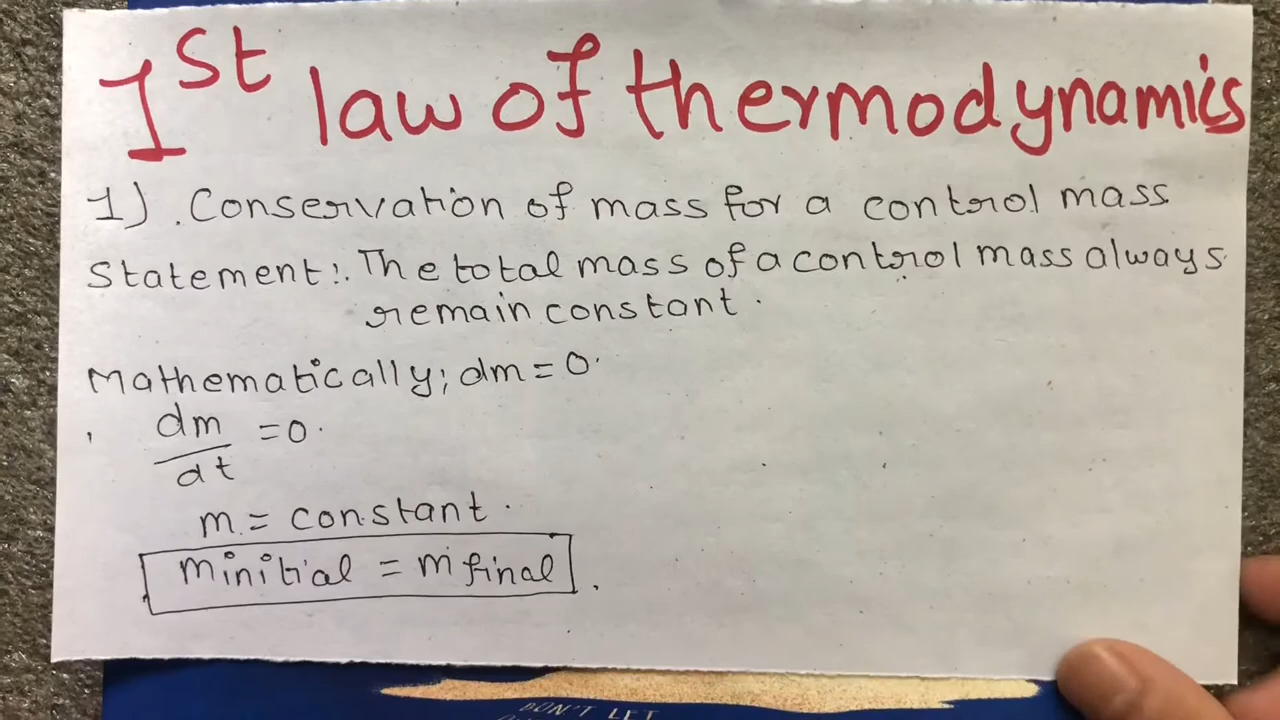 1st law of thermodynamics
1). Conservation of mass for a control mass
Statement:. The total mass of a control mass always
remain constant.
Mathematically; dm = 0.
dm
dt = 0.
m = constant.
minitial = mfinal.
DON'T LET